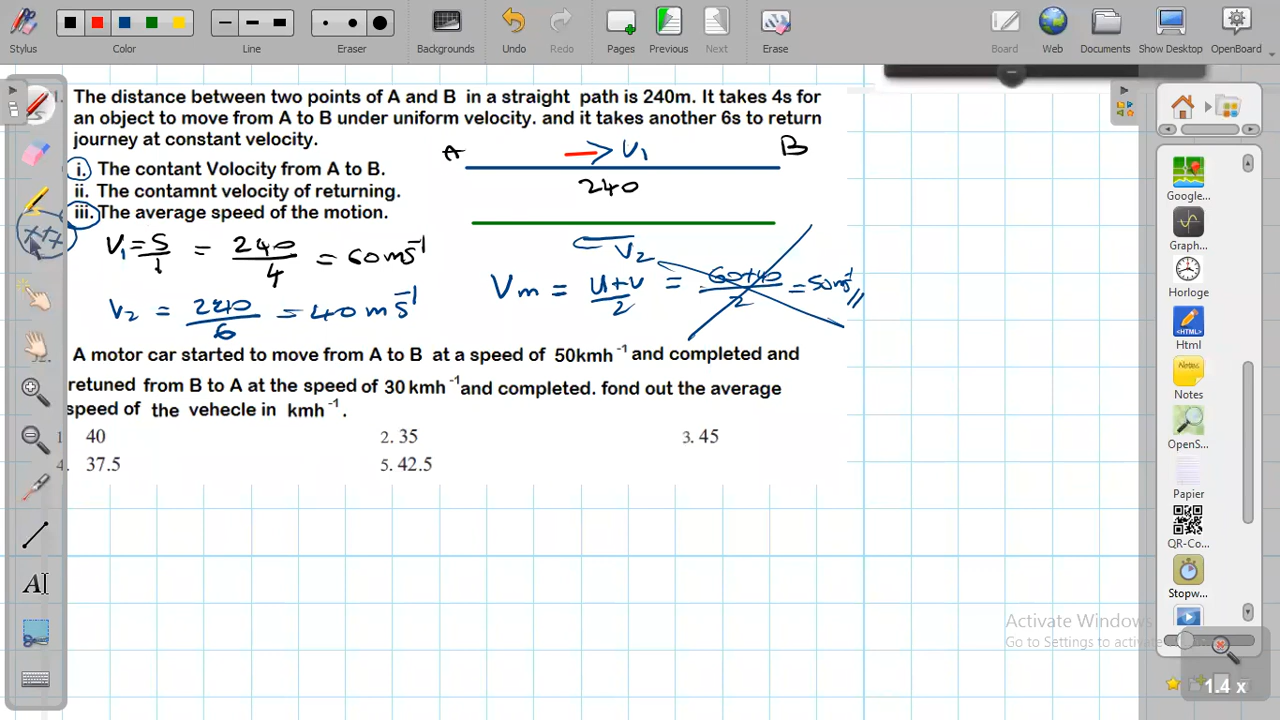 Stylus
Color
Line
Eraser
Backgrounds
Undo
Redo
Pages
Previous
Next
Erase
Board
Web
Documents
Show Desktop
OpenBoard
The distance between two points of A and B in a straight path is 240m. It takes 4s for
an object to move from A to B under uniform velocity. and it takes another 6s to return
journey at constant velocity.
i. The contant Volocity from A to B.
ii. The contamnt velocity of returning.
iii. The average speed of the motion.
A
V1
B
240
V2
V1 = S/1 = 240/4 = 60 ms-1
V2 = 240/6 = 40 ms-1
Vm = u+v/2 = 60+40/2 = 50ms-1 //
A motor car started to move from A to B at a speed of 50kmh-1 and completed and
retuned from B to A at the speed of 30 kmh-1 and completed. fond out the average
speed of the vehecle in kmh-1.
1 40
2. 35
3. 45
4. 37.5
5. 42.5
Google...
Graph...
Horloge
Html
Notes
OpenS...
Papier
QR-Co...
Stopw...
Activate Windows
Go to Settings to activate
1.4 x